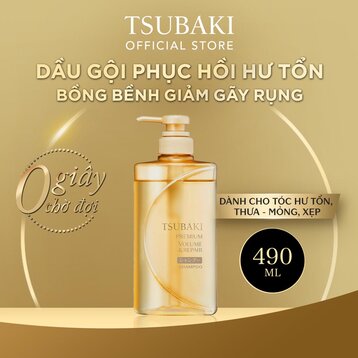 TSUBAKI
OFFICIAL STORE
DẦU GỘI PHỤC HỒI HƯ TỔN
BỒNG BỀNH GIẢM GÃY RỤNG
0 giây
chờ đợi
TSUBAKI
PREMIUM
VOLUME
& REPAIR
SHAMPOO
DÀNH CHO TÓC HƯ TỔN,
THƯA - MỎNG, XẸP
490
ML